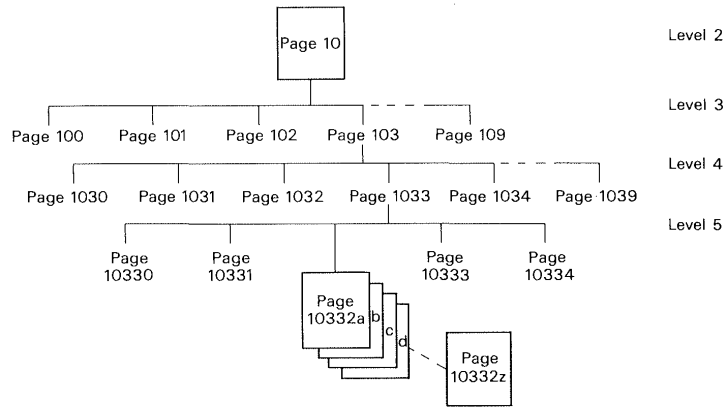 Page 10
Level 2
Level 3
Page 100 Page 101 Page 102 Page 103 Page 109
Level 4
Page 1030 Page 1031 Page 1032 Page 1033 Page 1034 Page 1039
Level 5
Page
10330
Page
10331
Page
10333
Page
10334
Page
10332a
b
c
d
Page
10332z